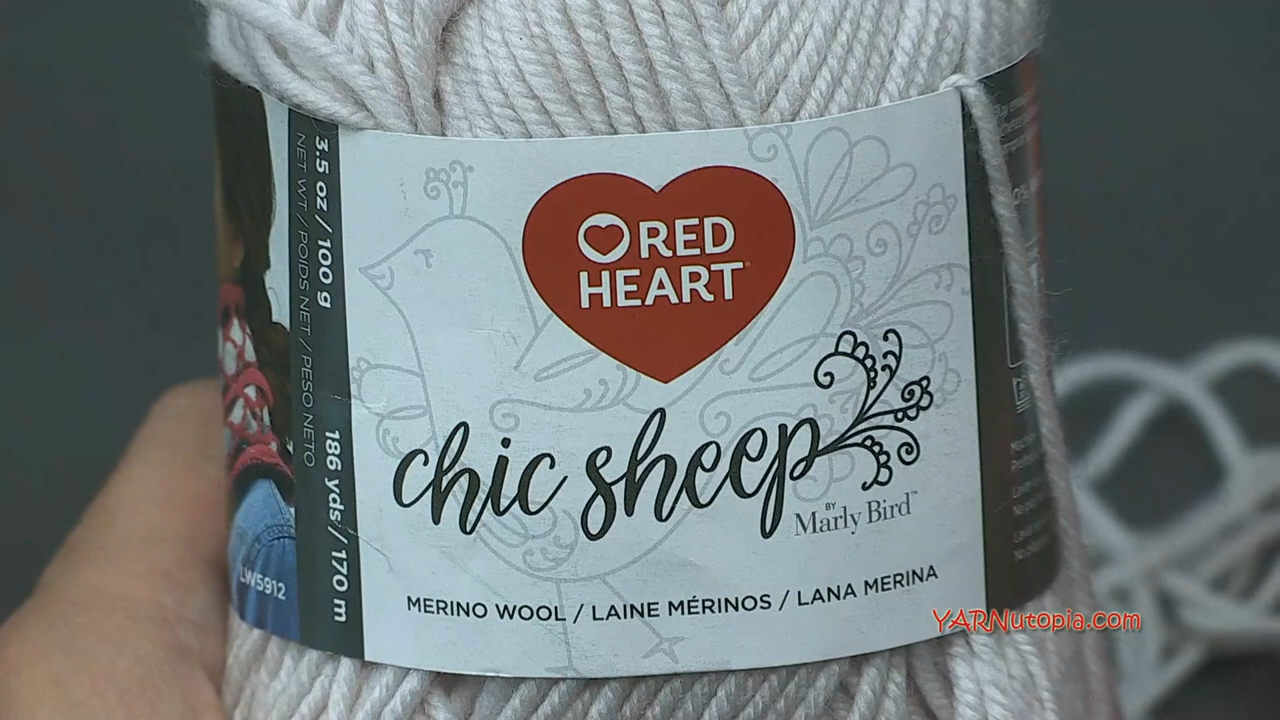 3.5 oz / 100 g
186 yds / 170 m
NET WT / POIDS NET / PESO NETO
LW5912
RED
HEART
chic sheep
BY
Marly Bird™
MERINO WOOL / LAINE MÉRINOS / LANA MERINA
YARNutopia.com